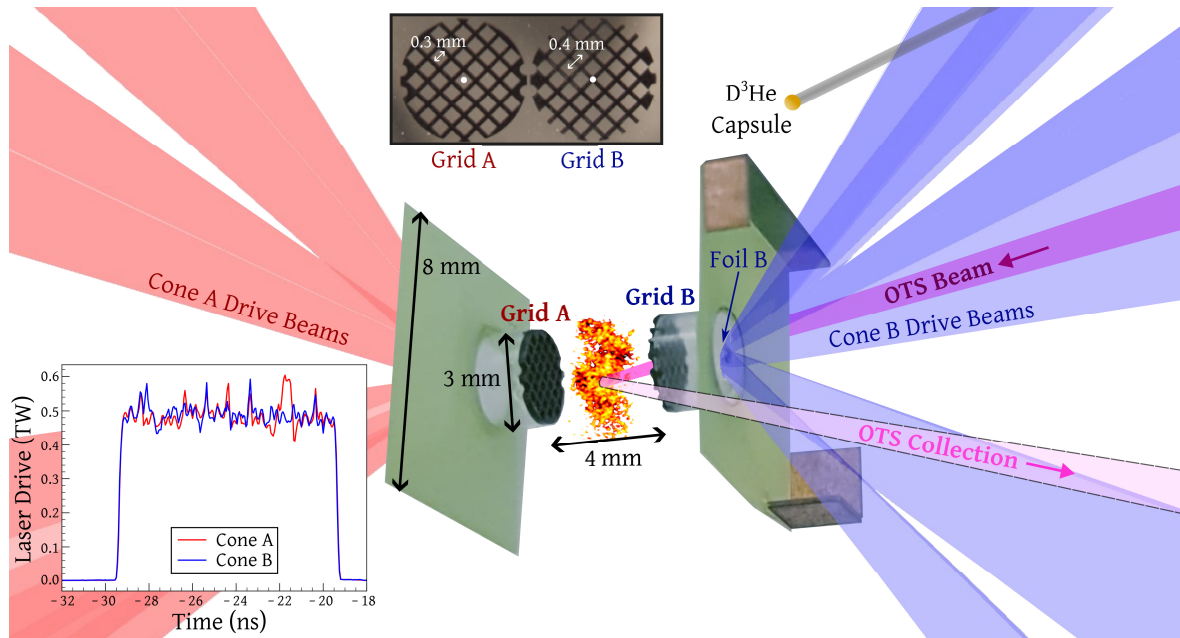 0.3 mm
0.4 mm
Grid A
Grid B
D³He
Capsule
Cone A Drive Beams
8 mm
Grid A
3 mm
4 mm
Grid B
Foil B
OTS Beam
Cone B Drive Beams
OTS Collection
Laser Drive (TW)
0.6
0.5
0.4
0.3
0.2
0.1
0.0
Cone A
Cone B
-32 -30 -28 -26 -24 -22 -20 -18
Time (ns)